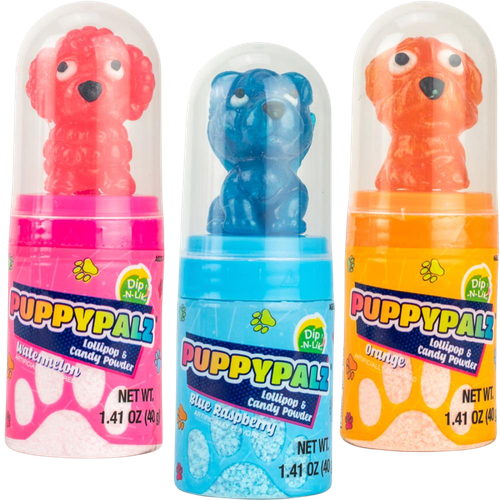 Dip
-N-Lik
PUPPYPALZ
Lollipop &
Candy Powder
Watermelon
NET WT.
1.41 OZ (40 g)
Dip
-N-Lik
PUPPYPALZ
Lollipop &
Candy Powder
Blue Raspberry
NET WT.
1.41 OZ (40
Dip
-N-Lik
PUPPYPALZ
Lollipop &
Candy Powder
Orange
NET WT.
1.41 OZ (40 g)